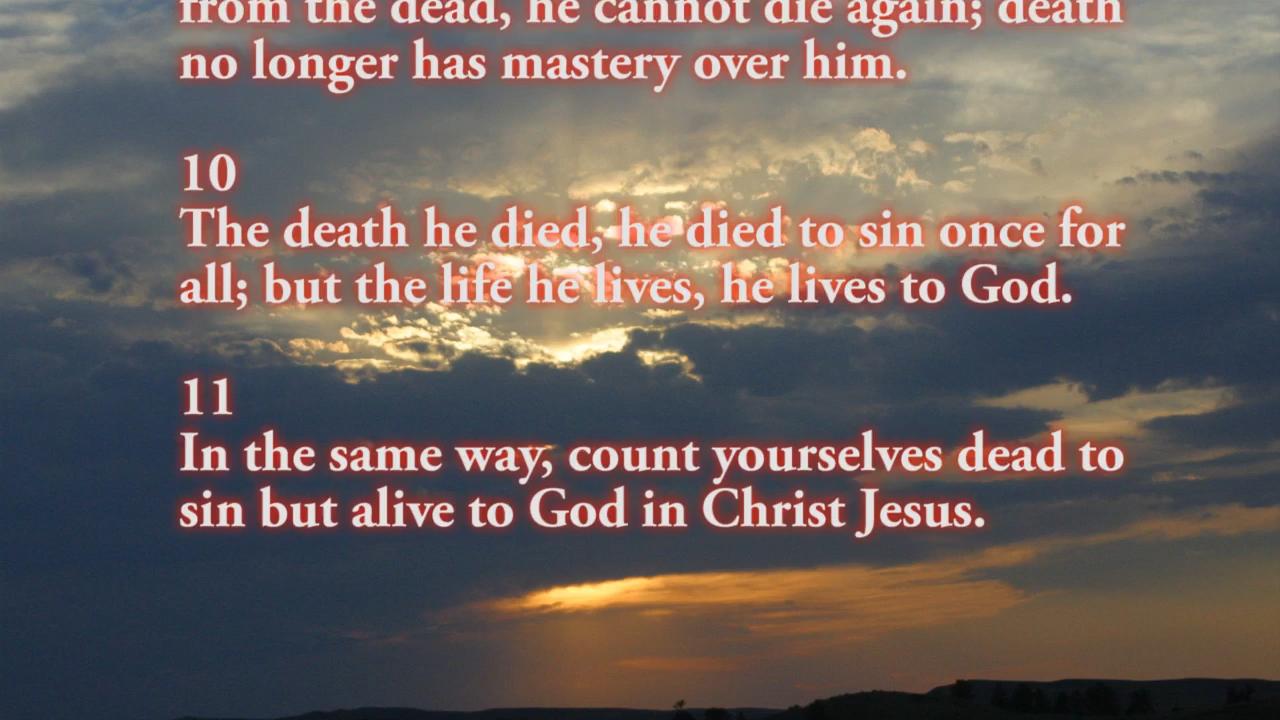 from the dead, he cannot die again; death
no longer has mastery over him.
10
The death he died, he died to sin once for
all; but the life he lives, he lives to God.
11
In the same way, count yourselves dead to
sin but alive to God in Christ Jesus.